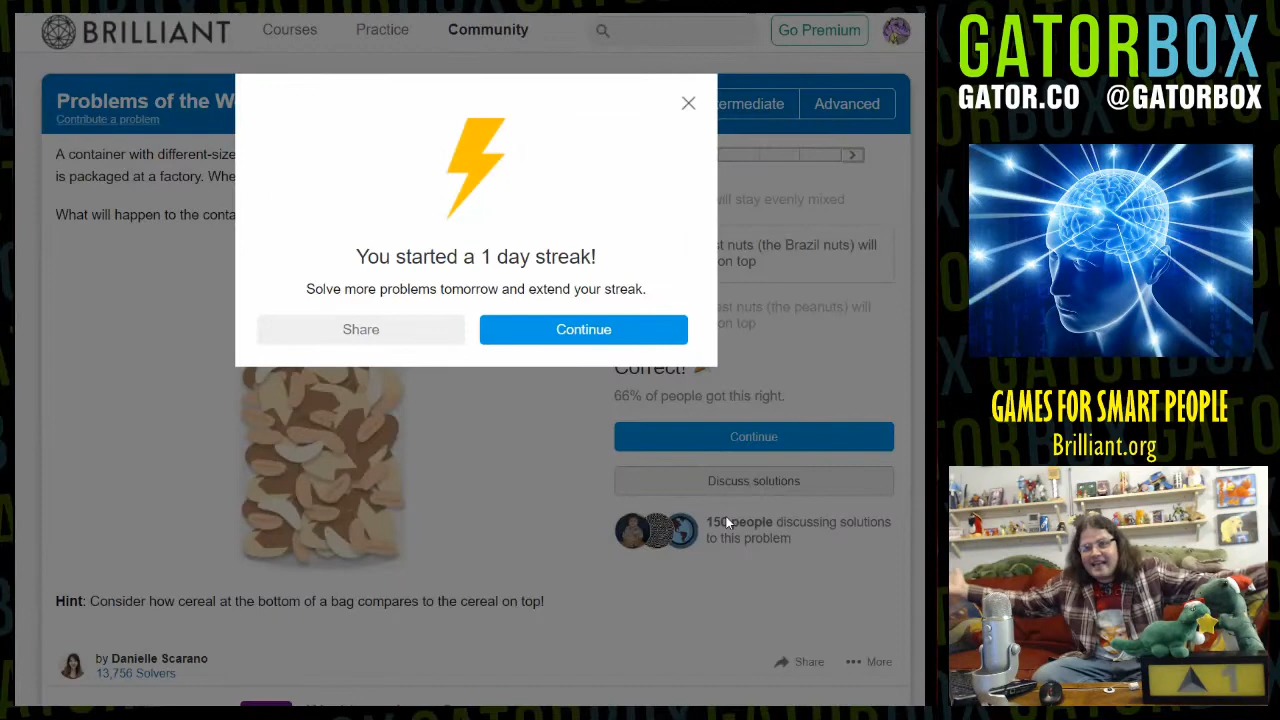 BRILLIANT
Courses
Practice
Community
Go Premium
Problems of the W
Contribute a problem
ermediate
Advanced
A container with different-size
is packaged at a factory. Whe
What will happen to the conta
You started a 1 day streak!
Solve more problems tomorrow and extend your streak.
Share
Continue
will stay evenly mixed
st nuts (the Brazil nuts) will
on top
st nuts (the peanuts) will
on top
Correct!
66% of people got this right.
Continue
Discuss solutions
150 people discussing solutions
to this problem
Hint: Consider how cereal at the bottom of a bag compares to the cereal on top!
by Danielle Scarano
13,756 Solvers
Share
More
GATORBOX
GATOR.CO @GATORBOX
GAMES FOR SMART PEOPLE
Brilliant.org
1